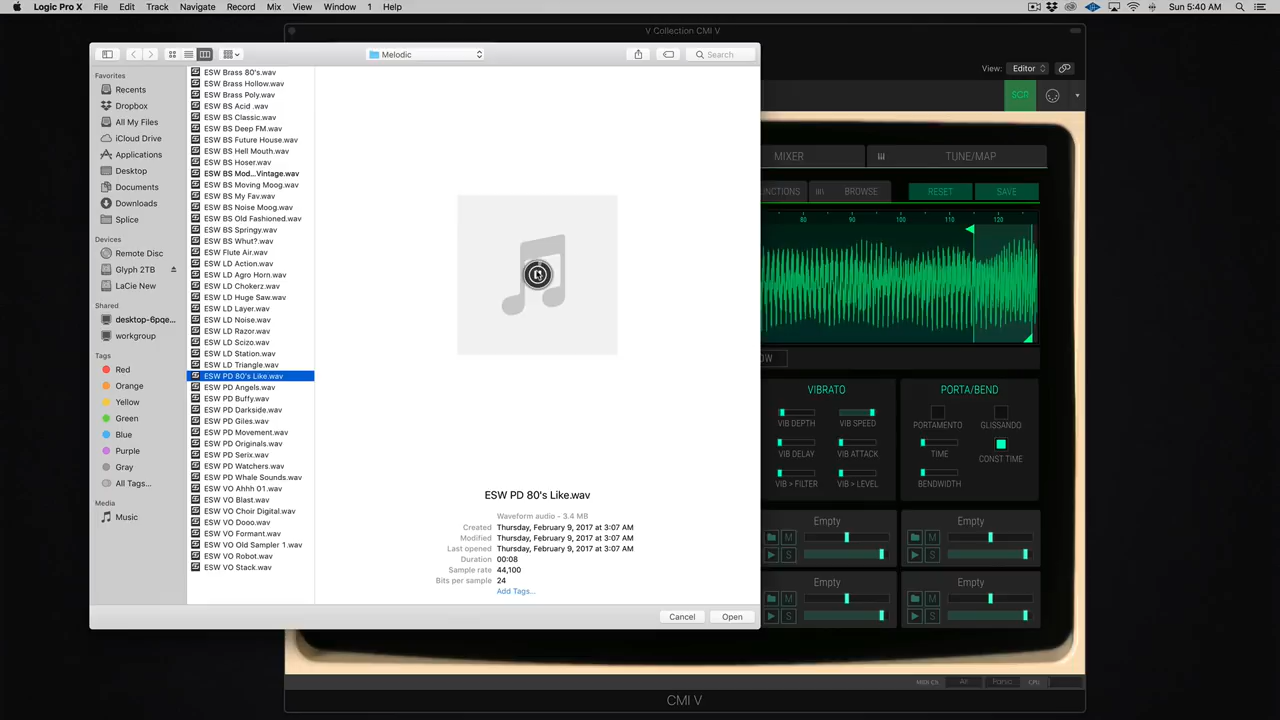 Logic Pro X File Edit Track Navigate Record Mix View Window 1 Help
Sun 5:40 AM
V Collection CMI V
Melodic
Search
View: Editor
Favorites
Recents
Dropbox
All My Files
iCloud Drive
Applications
Desktop
Documents
Downloads
Splice
Devices
Remote Disc
Glyph 2TB
LaCie New
Shared
desktop-6pqe...
workgroup
Tags
Red
Orange
Yellow
Green
Blue
Purple
Gray
All Tags...
Media
Music
ESW Brass 80's.wav
ESW Brass Hollow.wav
ESW Brass Poly.wav
ESW BS Acid .wav
ESW BS Classic.wav
ESW BS Deep FM.wav
ESW BS Future House.wav
ESW BS Hell Mouth.wav
ESW BS Hoser.wav
ESW BS Mod...Vintage.wav
ESW BS Moving Moog.wav
ESW BS My Fav.wav
ESW BS Noise Moog.wav
ESW BS Old Fashioned.wav
ESW BS Springy.wav
ESW BS Whut?.wav
ESW Flute Air.wav
ESW LD Action.wav
ESW LD Agro Horn.wav
ESW LD Chokerz.wav
ESW LD Huge Saw.wav
ESW LD Layer.wav
ESW LD Noise.wav
ESW LD Razor.wav
ESW LD Scizo.wav
ESW LD Station.wav
ESW LD Triangle.wav
ESW PD 80's Like.wav
ESW PD Angels.wav
ESW PD Buffy.wav
ESW PD Darkside.wav
ESW PD Giles.wav
ESW PD Movement.wav
ESW PD Originals.wav
ESW PD Serix.wav
ESW PD Watchers.wav
ESW PD Whale Sounds.wav
ESW VO Ahhh 01.wav
ESW VO Blast.wav
ESW VO Choir Digital.wav
ESW VO Dooo.wav
ESW VO Formant.wav
ESW VO Old Sampler 1.wav
ESW VO Robot.wav
ESW VO Stack.wav
ESW PD 80's Like.wav
Waveform audio - 3.4 MB
Created Thursday, February 9, 2017 at 3:07 AM
Modified Thursday, February 9, 2017 at 3:07 AM
Last opened Thursday, February 9, 2017 at 3:07 AM
Duration 00:08
Sample rate 44,100
Bits per sample 24
Add Tags...
Cancel Open
MIXER TUNE/MAP
NCTIONS BROWSE RESET SAVE
80 90 100 110 120
OW
VIBRATO
VIB DEPTH VIB SPEED
VIB DELAY VIB ATTACK
VIB > FILTER VIB > LEVEL
PORTA/BEND
PORTAMENTO GLISSANDO
TIME CONST TIME
BENDWIDTH
Empty Empty
M M
S S
Empty Empty
M M
S S
MIDI Ch All Panic CPU
CMI V